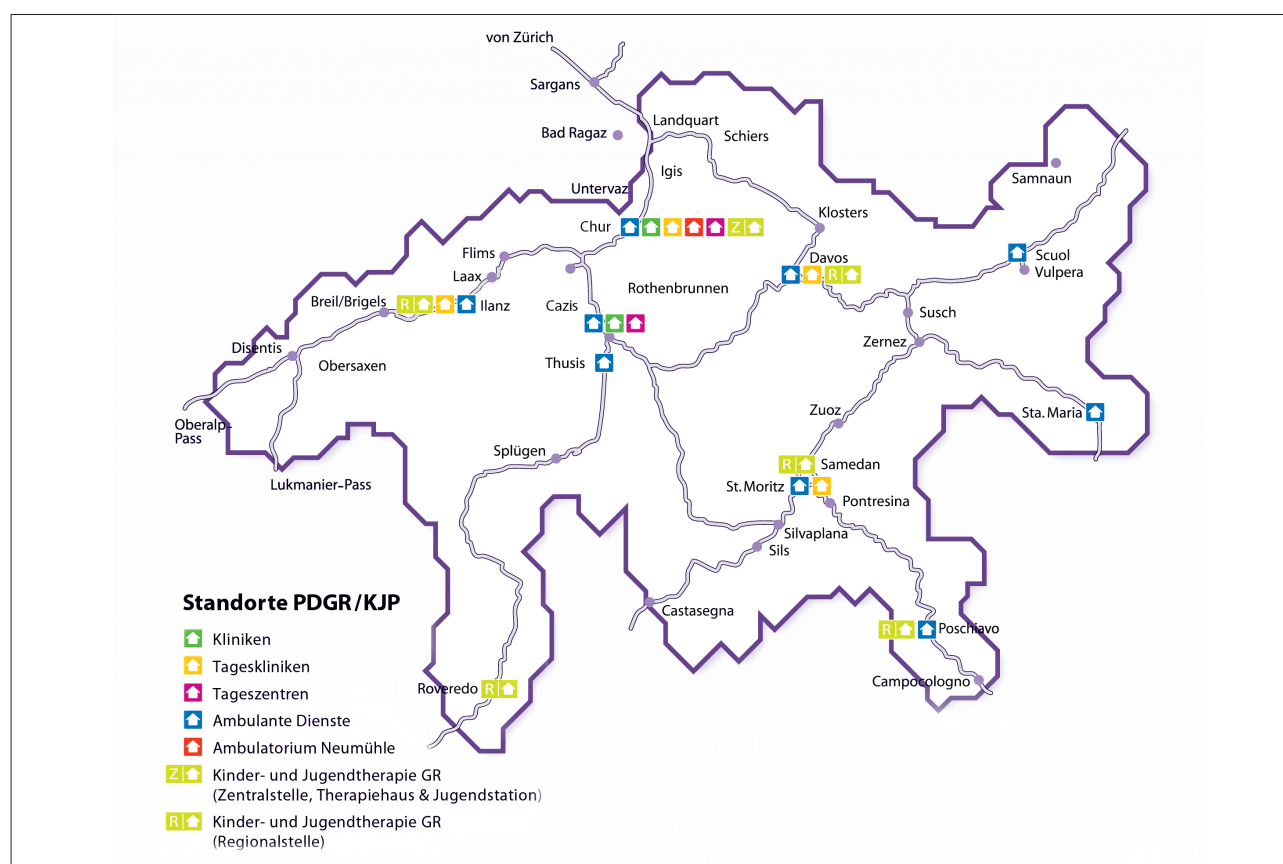 von Zürich
Sargans
Bad Ragaz
Landquart
Schiers
Igis
Untervaz
Samnaun
Chur
Z
Klosters
Flims
Davos
R
Scuol
Vulpera
Laax
Rothenbrunnen
Breil/Brigels
R
Ilanz
Cazis
Susch
Disentis
Zernez
Obersaxen
Thusis
Zuoz
Sta. Maria
Oberalp-
Pass
Splügen
R
Samedan
Lukmanier-Pass
St. Moritz
Pontresina
Silvaplana
Sils
Castasegna
R
Poschiavo
Campocologno
Roveredo
R
Standorte PDGR/KJP
Kliniken
Tageskliniken
Tageszentren
Ambulante Dienste
Ambulatorium Neumühle
Z
Kinder- und Jugendtherapie GR
(Zentralstelle, Therapiehaus & Jugendstation)
R
Kinder- und Jugendtherapie GR
(Regionalstelle)